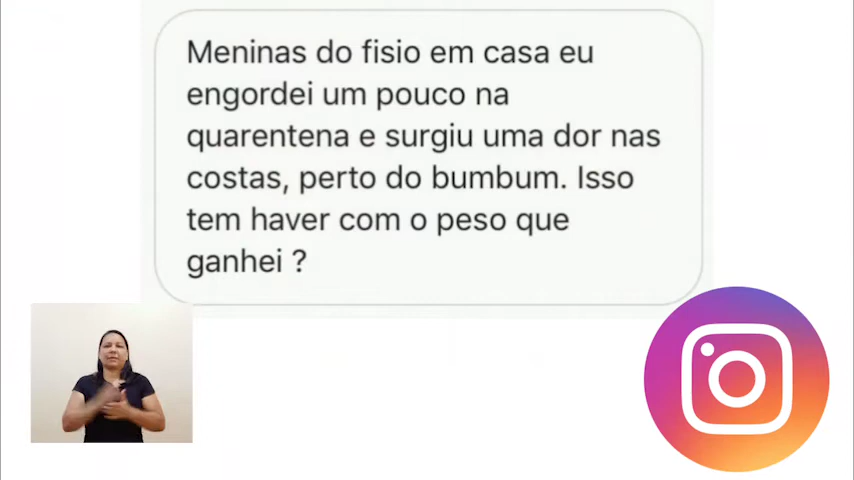 Meninas do fisio em casa eu
engordei um pouco na
quarentena e surgiu uma dor nas
costas, perto do bumbum. Isso
tem haver com o peso que
ganhei ?